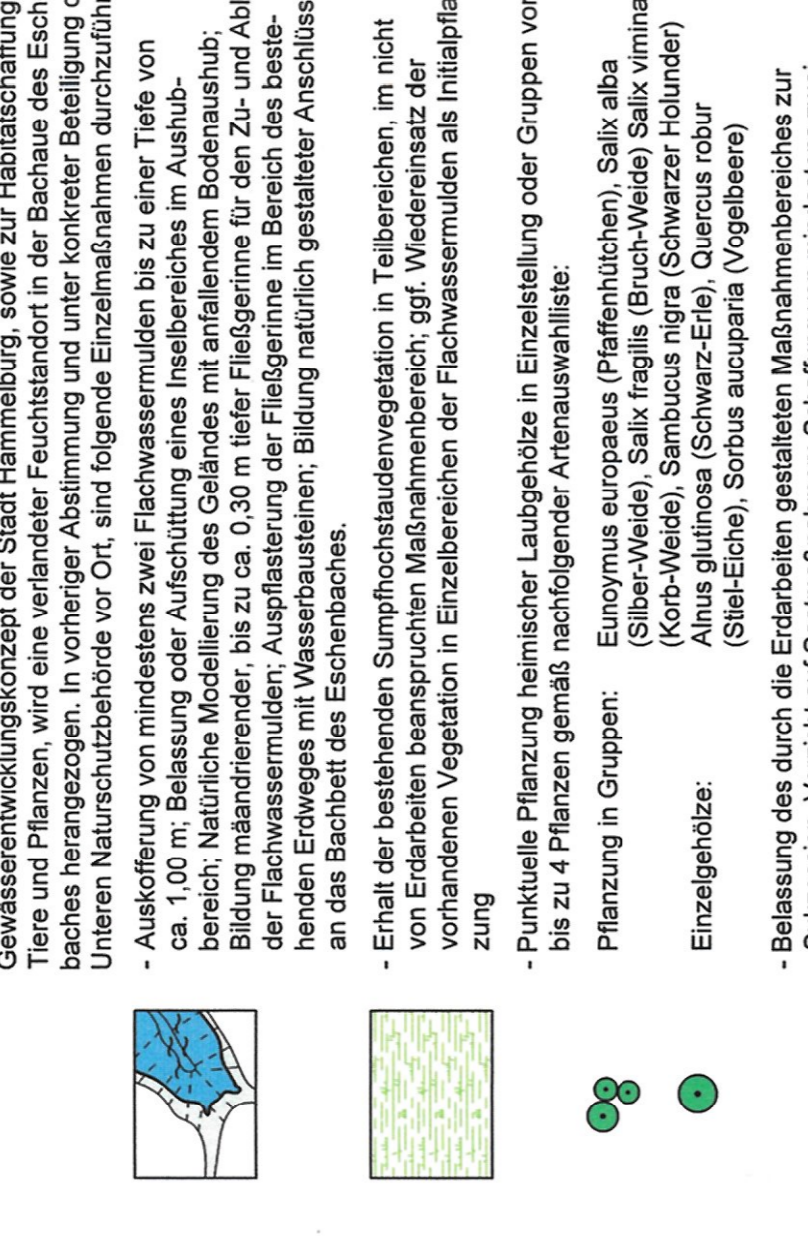 Gewässerentwicklungskonzept der Stadt Hammelburg, sowie zur Habitatschaffung
Tiere und Pflanzen, wird eine verlandeter Feuchtstandort in der Bachaue des Esch
baches herangezogen. In vorheriger Abstimmung und unter konkreter Beteiligung
Unteren Naturschutzbehörde vor Ort, sind folgende Einzelmaßnahmen durchzuführ
- Auskofferung von mindestens zwei Flachwassermulden bis zu einer Tiefe von
ca. 1,00 m; Belassung oder Aufschüttung eines Inselbereiches im Aushub-
bereich; Natürliche Modellierung des Geländes mit anfallendem Bodenaushub;
Bildung mäandrierender, bis zu ca. 0,30 m tiefer Fließgerinne für den Zu- und Abl
der Flachwassermulden; Auspflasterung der Fließgerinne im Bereich des beste-
henden Erdweges mit Wasserbausteinen; Bildung natürlich gestalteter Anschlüss
an das Bachbett des Eschenbaches.
- Erhalt der bestehenden Sumpfhochstaudenvegetation in Teilbereichen, im nicht
von Erdarbeiten beanspruchten Maßnahmenbereich; ggf. Wiedereinsatz der
vorhandenen Vegetation in Einzelbereichen der Flachwassermulden als Initialpfla
zung
- Punktuelle Pflanzung heimischer Laubgehölze in Einzelstellung oder Gruppen von
bis zu 4 Pflanzen gemäß nachfolgender Artenauswahlliste:
Pflanzung in Gruppen: Eunoymus europaeus (Pfaffenhütchen), Salix alba
(Silber-Weide), Salix fragilis (Bruch-Weide) Salix vimina
(Korb-Weide), Sambucus nigra (Schwarzer Holunder)
Einzelgehölze: Alnus glutinosa (Schwarz-Erle), Quercus robur
(Stiel-Eiche), Sorbus aucuparia (Vogelbeere)
- Belassung des durch die Erdarbeiten gestalteten Maßnahmenbereiches zur